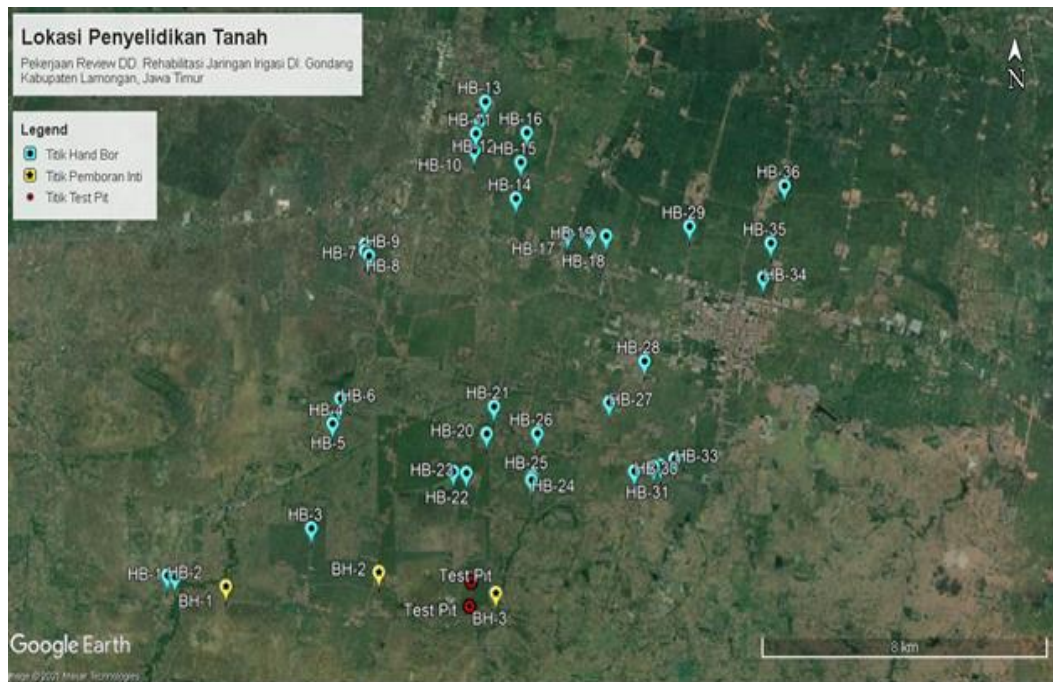 Lokasi Penyelidikan Tanah
Pekerjaan Review DD. Rehabilitasi Jaringan Irigasi DI. Gondang
Kabupaten Lamongan, Jawa Timur
N
Legend
Titik Hand Bor
Titik Pemboran Inti
Titik Test Pit
HB-13
HB-16
HB-12
HB-15
HB-10
HB-14
HB-36
HB-29
HB-9
HB-7
HB-8
HB-19
HB-17
HB-18
HB-35
HB-34
HB-28
HB-6
HB-4
HB-5
HB-21
HB-27
HB-20
HB-26
HB-23
HB-22
HB-25
HB-24
HB-33
HB-31
HB-3
HB-2
BH-1
BH-2
Test Pit
Test Pit
BH-3
Google Earth
8 km